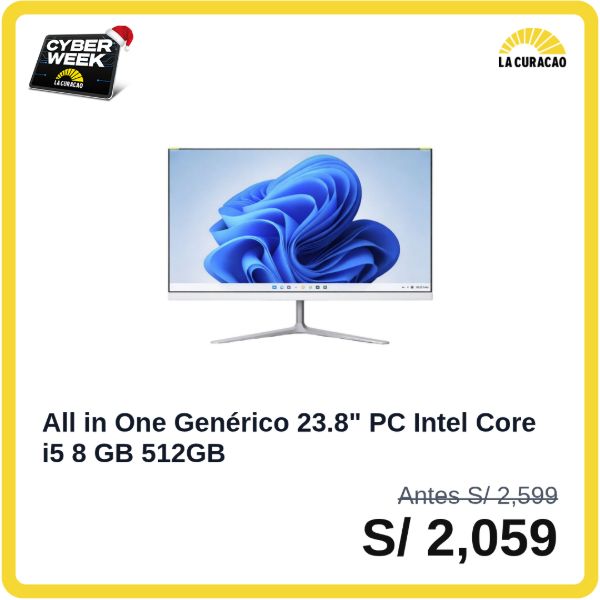 CYBER
WEEK
LA CURACAO
LA CURACAO
All in One Genérico 23.8" PC Intel Core
i5 8 GB 512GB
Antes S/ 2,599
S/ 2,059